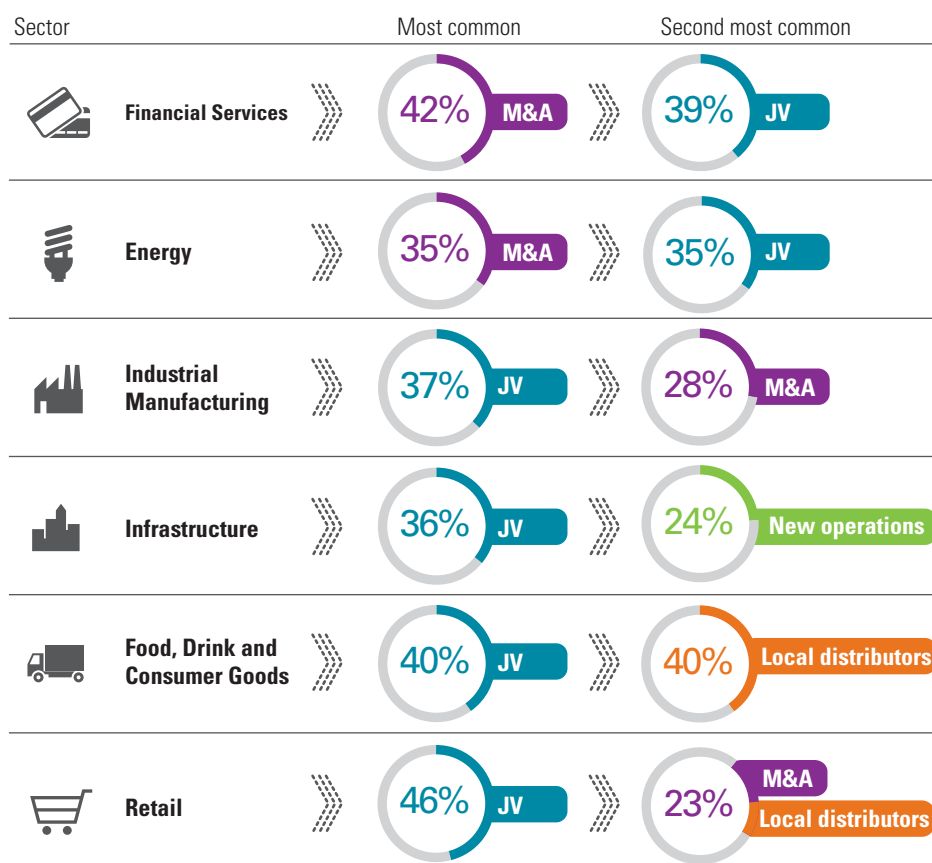 Sector
Most common
Second most common
Financial Services
42%
M&A
39%
JV
Energy
35%
M&A
35%
JV
Industrial
Manufacturing
37%
JV
28%
M&A
Infrastructure
36%
JV
24%
New operations
Food, Drink and
Consumer Goods
40%
JV
40%
Local distributors
Retail
46%
JV
23%
M&A
Local distributors